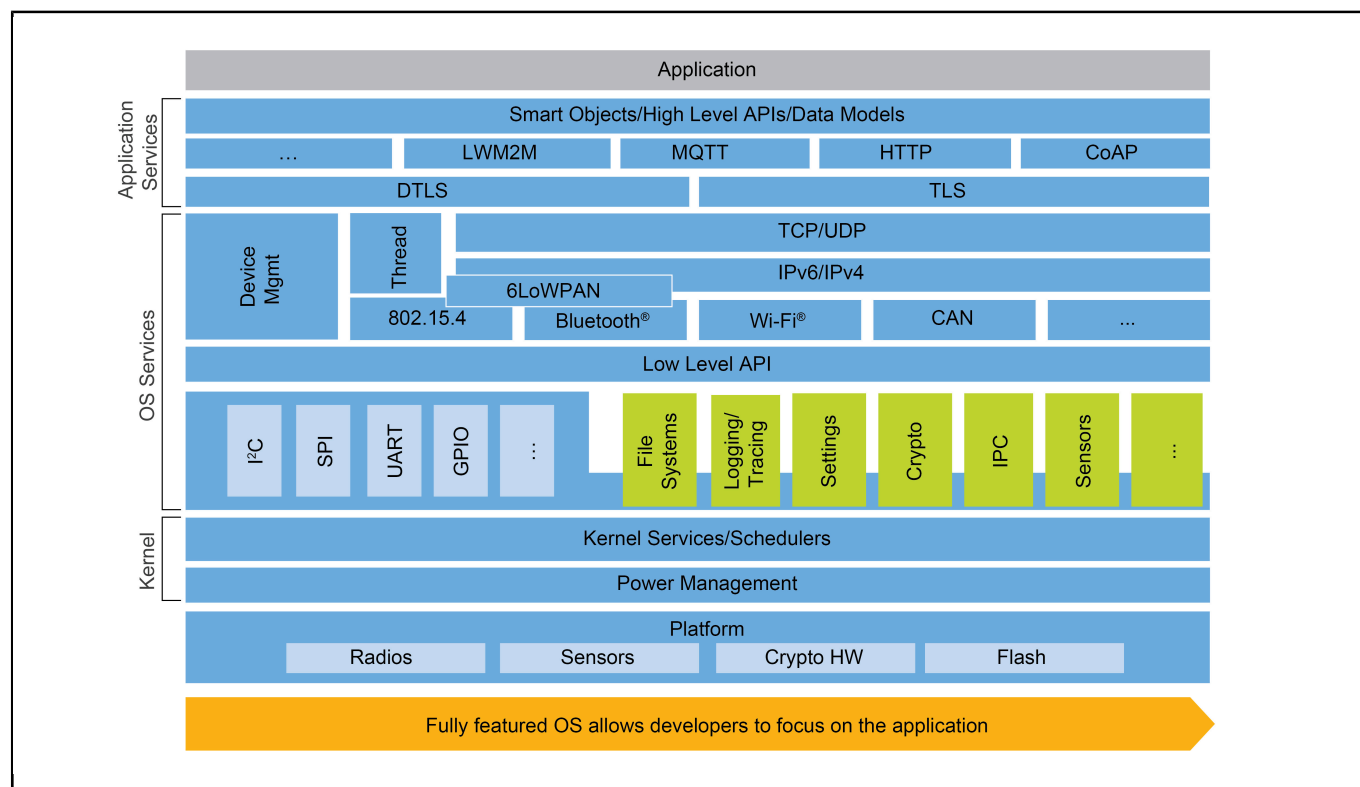 Application
Application
Services
Smart Objects/High Level APIs/Data Models
...
LWM2M
MQTT
HTTP
CoAP
DTLS
TLS
OS Services
Device
Mgmt
Thread
TCP/UDP
IPv6/IPv4
6LoWPAN
802.15.4
Bluetooth®
Wi-Fi®
CAN
...
Low Level API
I²C
SPI
UART
GPIO
...
File
Systems
Logging/
Tracing
Settings
Crypto
IPC
Sensors
...
Kernel
Kernel Services/Schedulers
Power Management
Platform
Radios
Sensors
Crypto HW
Flash
Fully featured OS allows developers to focus on the application